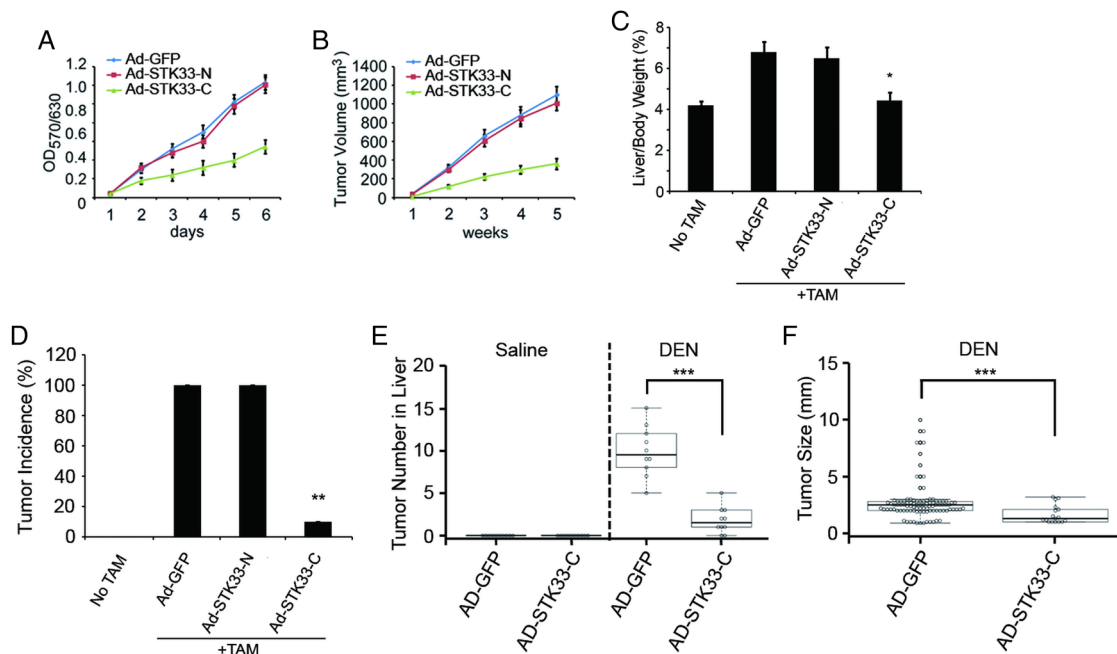 A
Ad-GFP
Ad-STK33-N
Ad-STK33-C
OD570/630
1.2
1.0
0.8
0.6
0.4
0.2
0
1 2 3 4 5 6
days
B
Ad-GFP
Ad-STK33-N
Ad-STK33-C
Tumor Volume (mm³)
1400
1200
1000
800
600
400
200
0
1 2 3 4 5
weeks
C
Liver/Body Weight (%)
8
6
4
2
0
*
No TAM
Ad-GFP
Ad-STK33-N
Ad-STK33-C
+TAM
D
Tumor Incidence (%)
120
100
80
60
40
20
0
**
No TAM
Ad-GFP
Ad-STK33-N
Ad-STK33-C
+TAM
E
Saline DEN
***
Tumor Number in Liver
20
15
10
5
0
AD-GFP
AD-STK33-C
AD-GFP
AD-STK33-C
F
DEN
***
Tumor Size (mm)
15
10
5
0
AD-GFP
AD-STK33-C